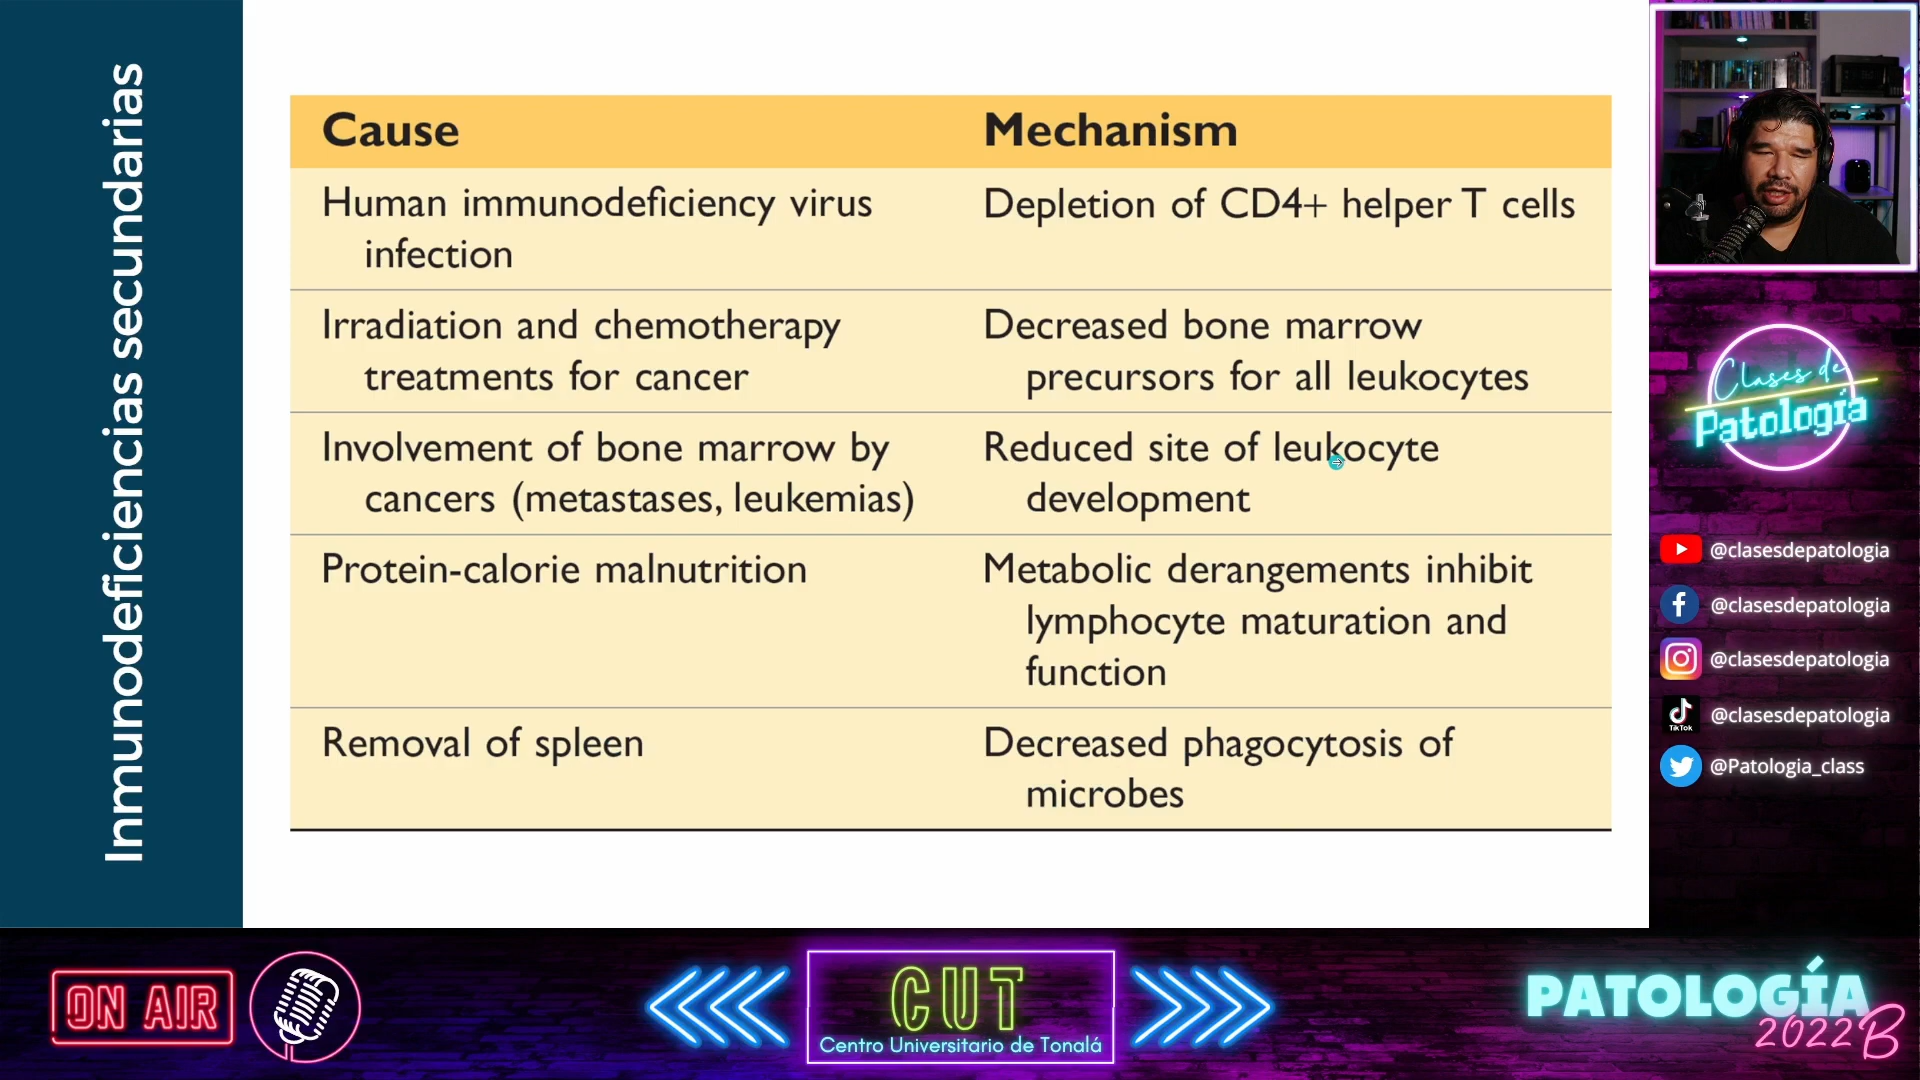 Inmunodeficiencias secundarias
Cause
Mechanism
Human immunodeficiency virus
infection
Depletion of CD4+ helper T cells
Irradiation and chemotherapy
treatments for cancer
Decreased bone marrow
precursors for all leukocytes
Involvement of bone marrow by
cancers (metastases, leukemias)
Reduced site of leukocyte
development
Protein-calorie malnutrition
Metabolic derangements inhibit
lymphocyte maturation and
function
Removal of spleen
Decreased phagocytosis of
microbes
Clases de
Patología
@clasesdepatologia
@clasesdepatologia
@clasesdepatologia
TikTok
@clasesdepatologia
@Patologia_class
ON AIR
CUT
Centro Universitario de Tonalá
PATOLOGÍA
2022B